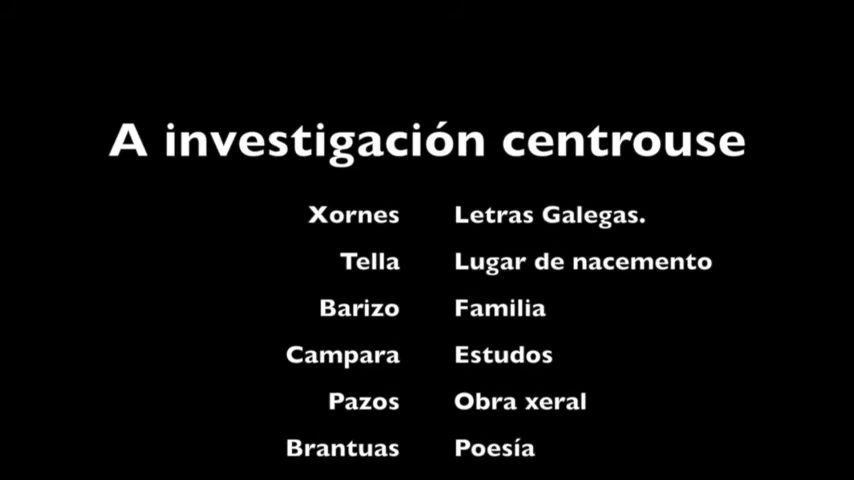 A investigación centrouse
Xornes Letras Galegas.
Tella Lugar de nacemento
Barizo Familia
Campara Estudos
Pazos Obra xeral
Brantuas Poesía